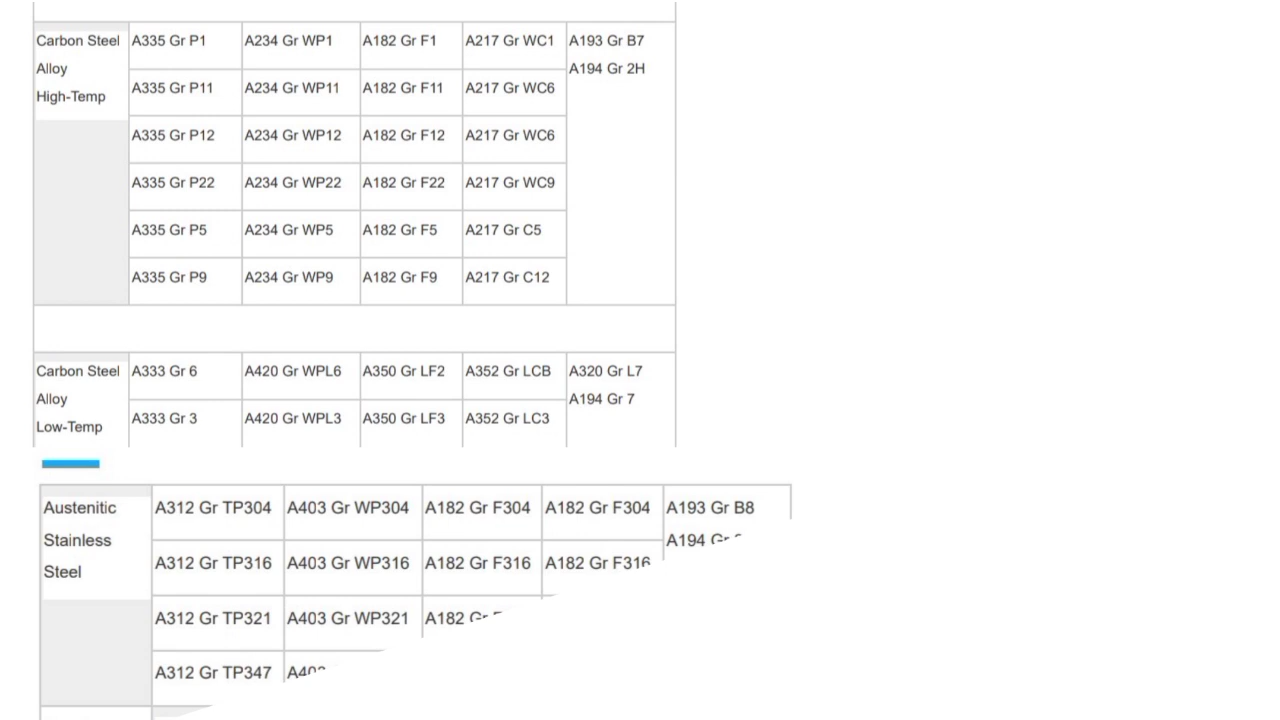 Carbon Steel Alloy High-Temp
A335 Gr P1 A234 Gr WP1 A182 Gr F1 A217 Gr WC1 A193 Gr B7
A194 Gr 2H
A335 Gr P11 A234 Gr WP11 A182 Gr F11 A217 Gr WC6
A335 Gr P12 A234 Gr WP12 A182 Gr F12 A217 Gr WC6
A335 Gr P22 A234 Gr WP22 A182 Gr F22 A217 Gr WC9
A335 Gr P5 A234 Gr WP5 A182 Gr F5 A217 Gr C5
A335 Gr P9 A234 Gr WP9 A182 Gr F9 A217 Gr C12
Carbon Steel Alloy Low-Temp
A333 Gr 6 A420 Gr WPL6 A350 Gr LF2 A352 Gr LCB A320 Gr L7
A194 Gr 7
A333 Gr 3 A420 Gr WPL3 A350 Gr LF3 A352 Gr LC3
Austenitic Stainless Steel
A312 Gr TP304 A403 Gr WP304 A182 Gr F304 A182 Gr F304 A193 Gr B8
A194 Gr
A312 Gr TP316 A403 Gr WP316 A182 Gr F316 A182 Gr F316
A312 Gr TP321 A403 Gr WP321 A182 Gr
A312 Gr TP347